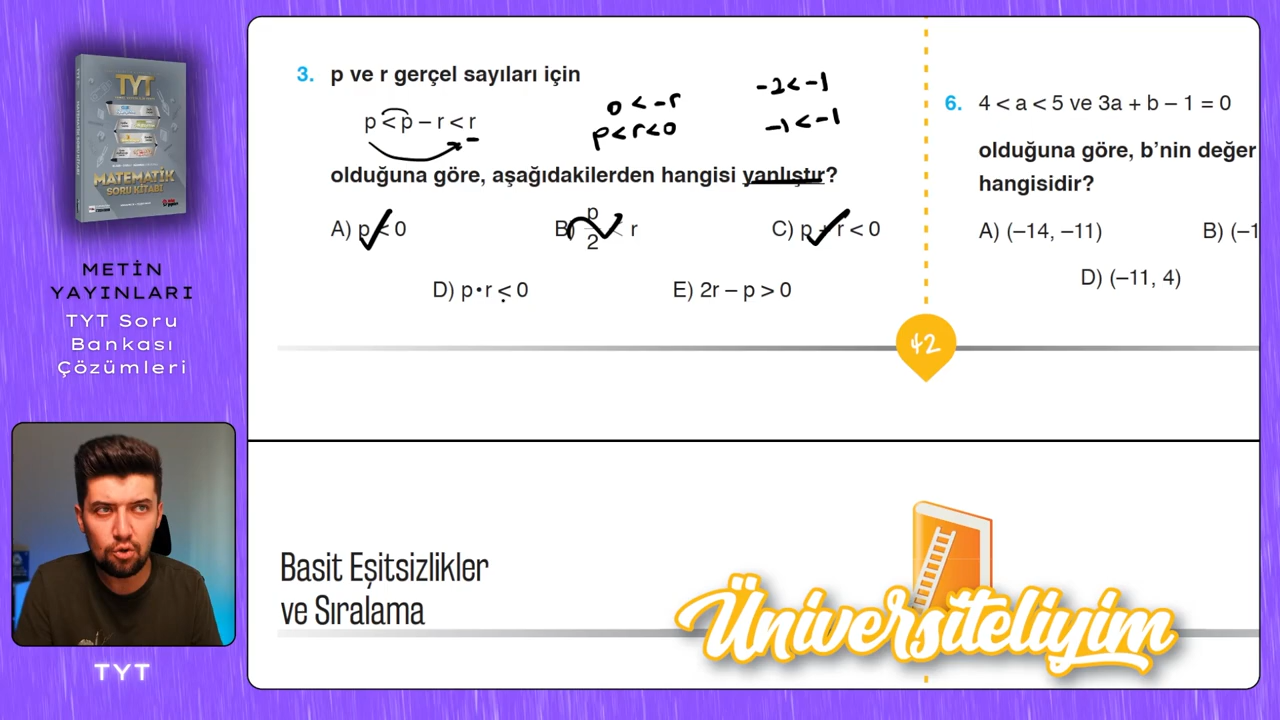 TYT
MATEMATİK
SORU KİTABI
METİN
YAYINLARI
TYT Soru
Bankası
Çözümleri
TYT
3. p ve r gerçel sayıları için
p < p – r < r
0 < -r
p < r < 0
-2 < -1
-1 < -1
olduğuna göre, aşağıdakilerden hangisi yanlıştır?
A) p < 0
B) p/2 < r
C) p + r < 0
D) p • r < 0
E) 2r – p > 0
6. 4 < a < 5 ve 3a + b – 1 = 0
olduğuna göre, b’nin değer
hangisidir?
A) (–14, –11)
B) (–1
D) (–11, 4)
42
Basit Eşitsizlikler
ve Sıralama
Üniversiteliyim